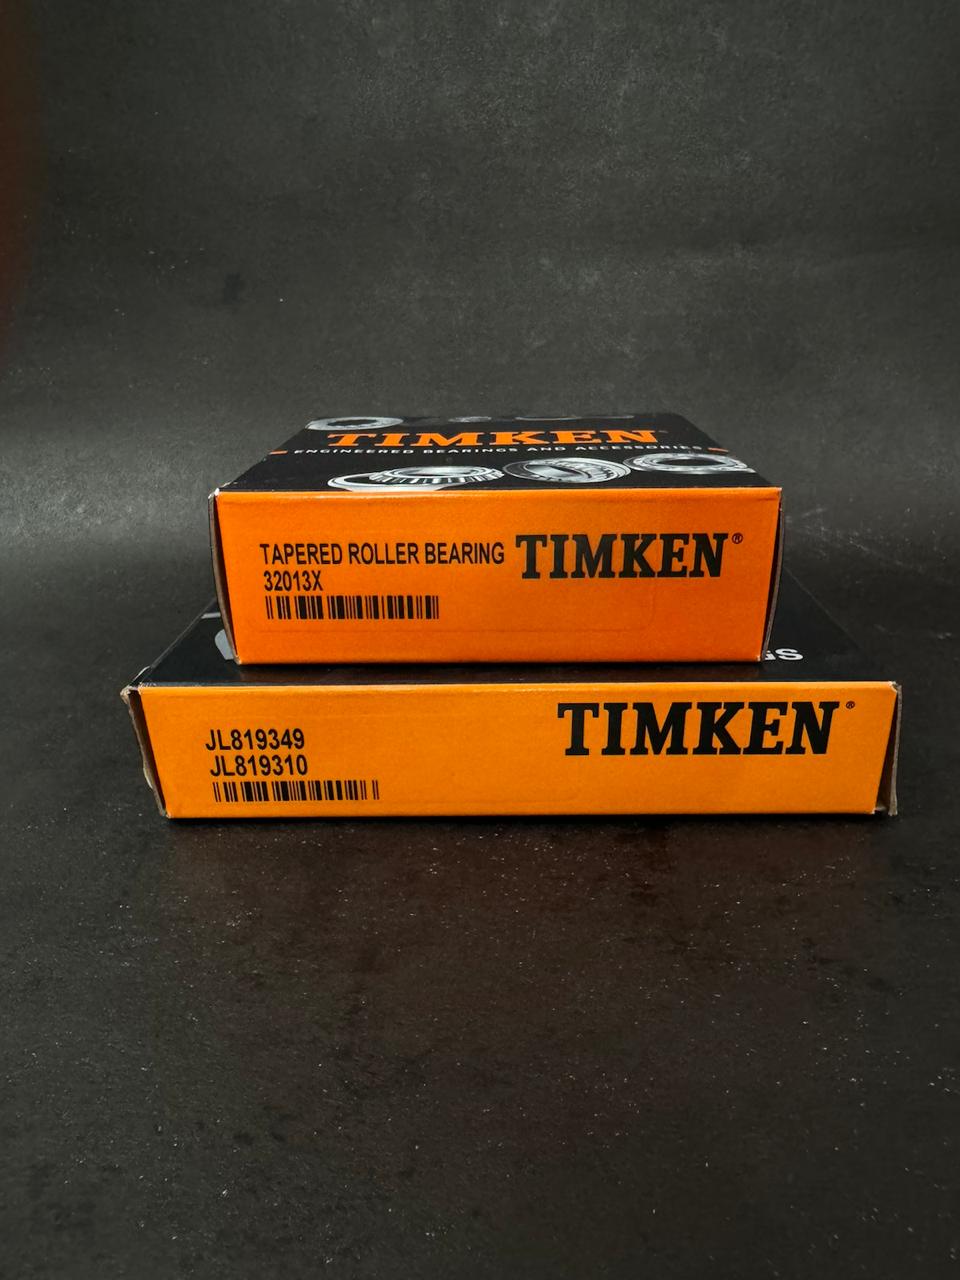 TIMKEN
ENGINEERED BEARINGS AND ACCESSORIES
TAPERED ROLLER BEARING
32013X
TIMKEN®
JL819349
JL819310
TIMKEN®